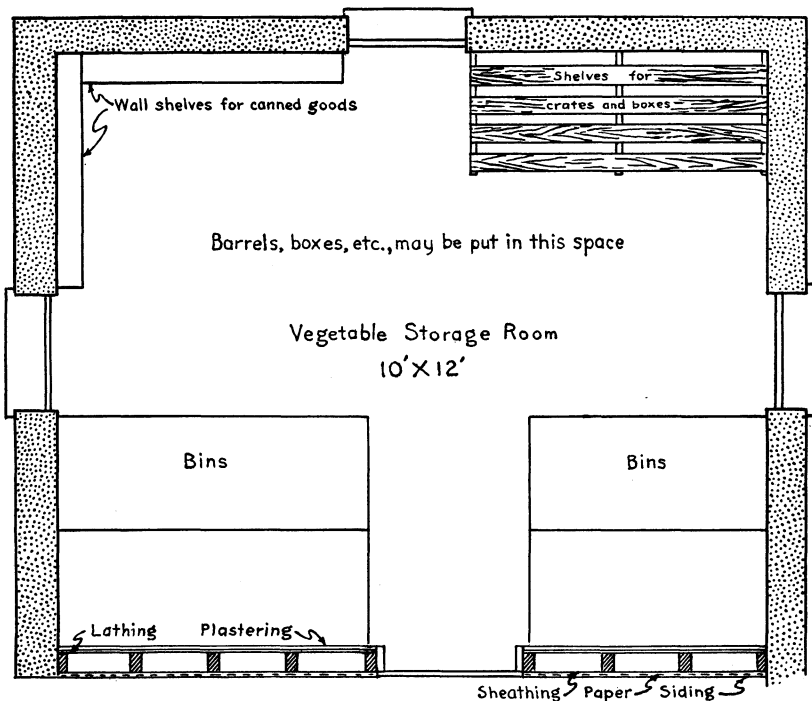 Shelves for
crates and boxes
Wall shelves for canned goods
Barrels, boxes, etc., may be put in this space
Vegetable Storage Room
10' X 12'
Bins
Bins
Lathing
Plastering
Sheathing
Paper
Siding